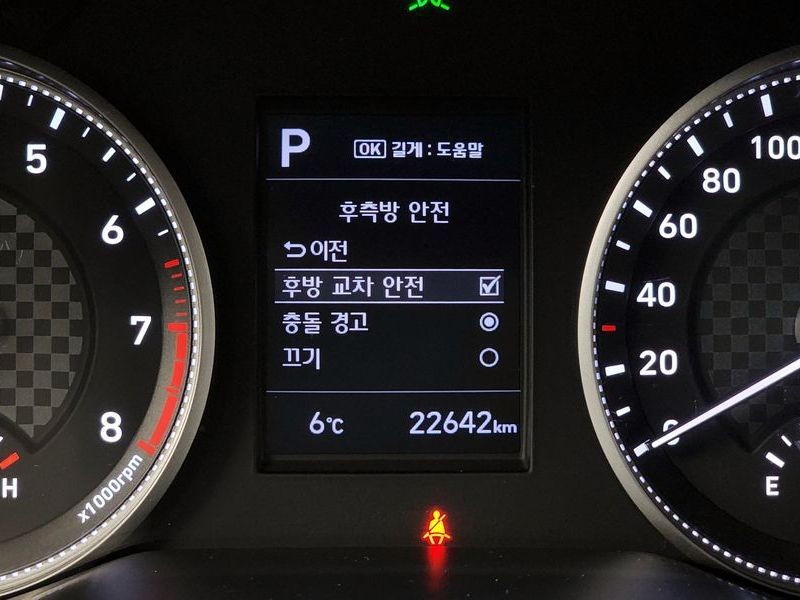 P
OK 길게 : 도움말
후측방 안전
이전
후방 교차 안전
충돌 경고
끄기
6℃ 22642km
5
6
7
8
x1000rpm
H
100
80
60
40
20
0
E